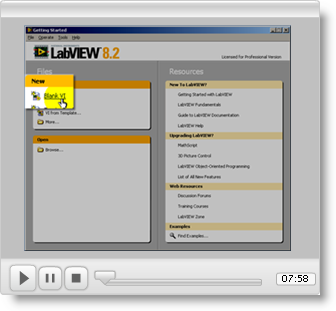 Getting Started
File Operate Tools Help
LabVIEW 8.2
Licensed for Professional Version
Files
Resources
New
Blank VI
VI from Template...
More...
Open
Browse...
New To LabVIEW?
Getting Started with LabVIEW
LabVIEW Fundamentals
Guide to LabVIEW Documentation
LabVIEW Help
Upgrading LabVIEW?
MathScript
3D Picture Control
LabVIEW Object-Oriented Programming
List of All New Features
Web Resources
Discussion Forums
Training Courses
LabVIEW Zone
Examples
Find Examples...
07:58